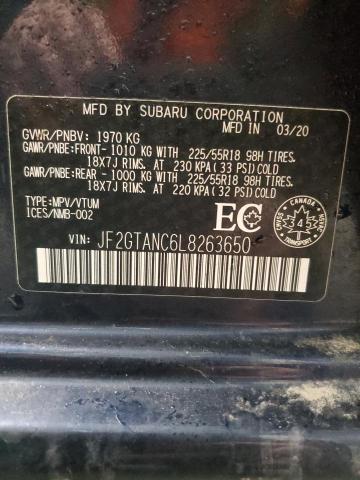 MFD BY SUBARU CORPORATION
GVWR/PNBV: 1970 KG 03/20
GAWR/PNBE:FRONT- 1010 KG WITH 225/55R18 98H TIRES.
18X7J RIMS. AT 230 KPA (33 PSI)COLD
GAWR/PNBE:REAR - 1000 KG WITH 225/55R18 98H TIRES.
18X7J RIMS. AT 220 KPA (32 PSI)COLD
TYPE:MPV/VTUM
ICES/NMB-002
EC
CANADA
4
TRANSPORT
VIN: JF2GTANC6L8263650